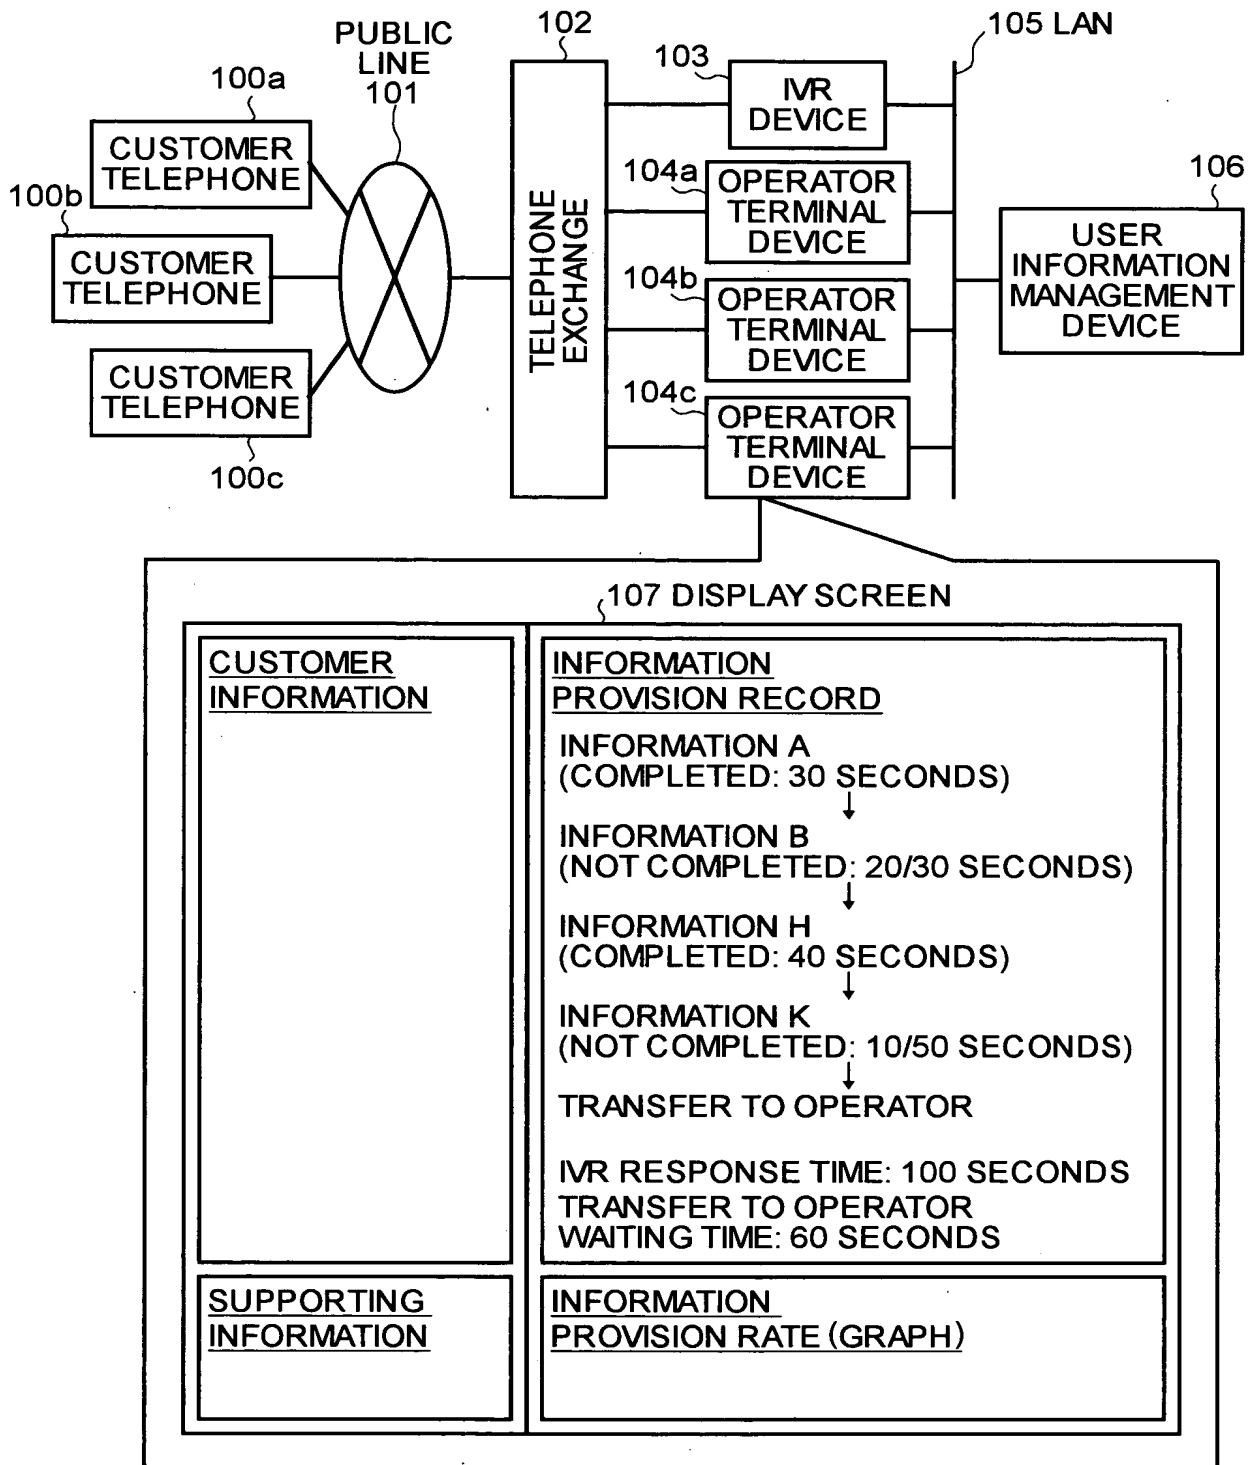 PUBLIC
LINE
101
102
103
105 LAN
100a
CUSTOMER
TELEPHONE
100b
CUSTOMER
TELEPHONE
CUSTOMER
TELEPHONE
100c
TELEPHONE
EXCHANGE
IVR
DEVICE
104a
OPERATOR
TERMINAL
DEVICE
104b
OPERATOR
TERMINAL
DEVICE
104c
OPERATOR
TERMINAL
DEVICE
106
USER
INFORMATION
MANAGEMENT
DEVICE
107 DISPLAY SCREEN
CUSTOMER
INFORMATION
INFORMATION
PROVISION RECORD
INFORMATION A
(COMPLETED: 30 SECONDS)
↓
INFORMATION B
(NOT COMPLETED: 20/30 SECONDS)
↓
INFORMATION H
(COMPLETED: 40 SECONDS)
↓
INFORMATION K
(NOT COMPLETED: 10/50 SECONDS)
↓
TRANSFER TO OPERATOR
IVR RESPONSE TIME: 100 SECONDS
TRANSFER TO OPERATOR
WAITING TIME: 60 SECONDS
SUPPORTING
INFORMATION
INFORMATION
PROVISION RATE (GRAPH)